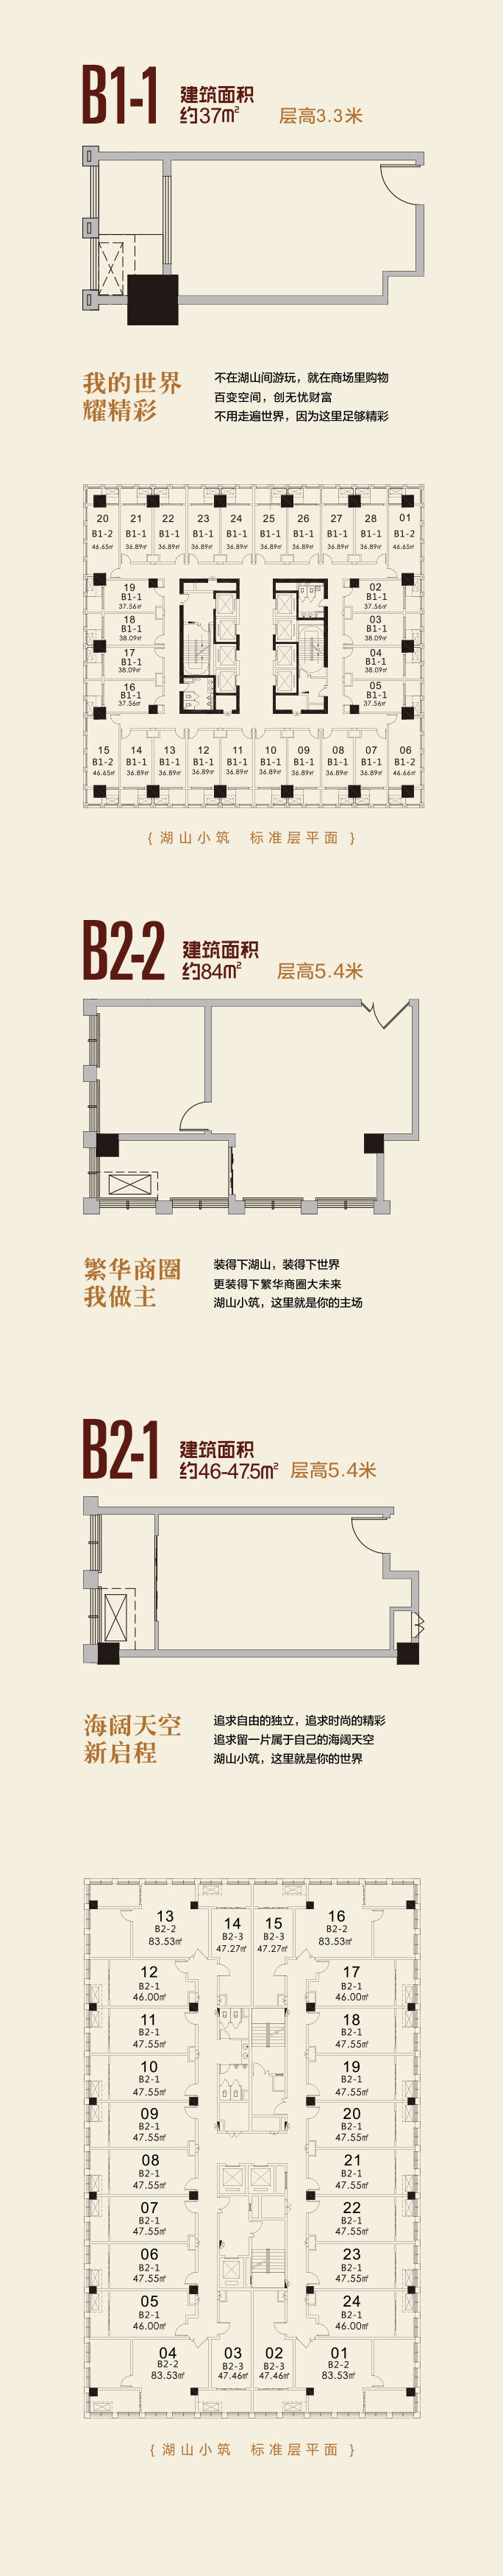 B1-1
建筑面积
约37㎡
层高3.3米
我的世界
耀精彩
不在湖山间游玩，就在商场里购物
百变空间，创无忧财富
不用走遍世界，因为这里足够精彩
20 21 22 23 24 25 26 27 28 01
B1-2 B1-1 B1-1 B1-1 B1-1 B1-1 B1-1 B1-1 B1-1 B1-2
46.65㎡ 36.89㎡ 36.89㎡ 36.89㎡ 36.89㎡ 36.89㎡ 36.89㎡ 36.89㎡ 36.89㎡ 46.65㎡
19 02
B1-1 B1-1
37.56㎡ 37.56㎡
18 03
B1-1 B1-1
38.09㎡ 38.09㎡
17 04
B1-1 B1-1
38.09㎡ 38.09㎡
16 05
B1-1 B1-1
37.56㎡ 37.56㎡
15 14 13 12 11 10 09 08 07 06
B1-2 B1-1 B1-1 B1-1 B1-1 B1-1 B1-1 B1-1 B1-1 B1-2
46.65㎡ 36.89㎡ 36.89㎡ 36.89㎡ 36.89㎡ 36.89㎡ 36.89㎡ 36.89㎡ 36.89㎡ 46.66㎡
{ 湖山小筑 标准层平面 }
B2-2
建筑面积
约84㎡
层高5.4米
繁华商圈
我做主
装得下湖山，装得下世界
更装得下繁华商圈大未来
湖山小筑，这里就是你的主场
B2-1
建筑面积
约46-47.5㎡
层高5.4米
海阔天空
新启程
追求自由的独立，追求时尚的精彩
追求留一片属于自己的海阔天空
湖山小筑，这里就是你的世界
13 14 15 16
B2-2 B2-3 B2-3 B2-2
83.53㎡ 47.27㎡ 47.27㎡ 83.53㎡
12 17
B2-1 B2-1
46.00㎡ 46.00㎡
11 18
B2-1 B2-1
47.55㎡ 47.55㎡
10 19
B2-1 B2-1
47.55㎡ 47.55㎡
09 20
B2-1 B2-1
47.55㎡ 47.55㎡
08 21
B2-1 B2-1
47.55㎡ 47.55㎡
07 22
B2-1 B2-1
47.55㎡ 47.55㎡
06 23
B2-1 B2-1
47.55㎡ 47.55㎡
05 24
B2-1 B2-1
46.00㎡ 46.00㎡
04 03 02 01
B2-2 B2-3 B2-3 B2-2
83.53㎡ 47.46㎡ 47.46㎡ 83.53㎡
{ 湖山小筑 标准层平面 }